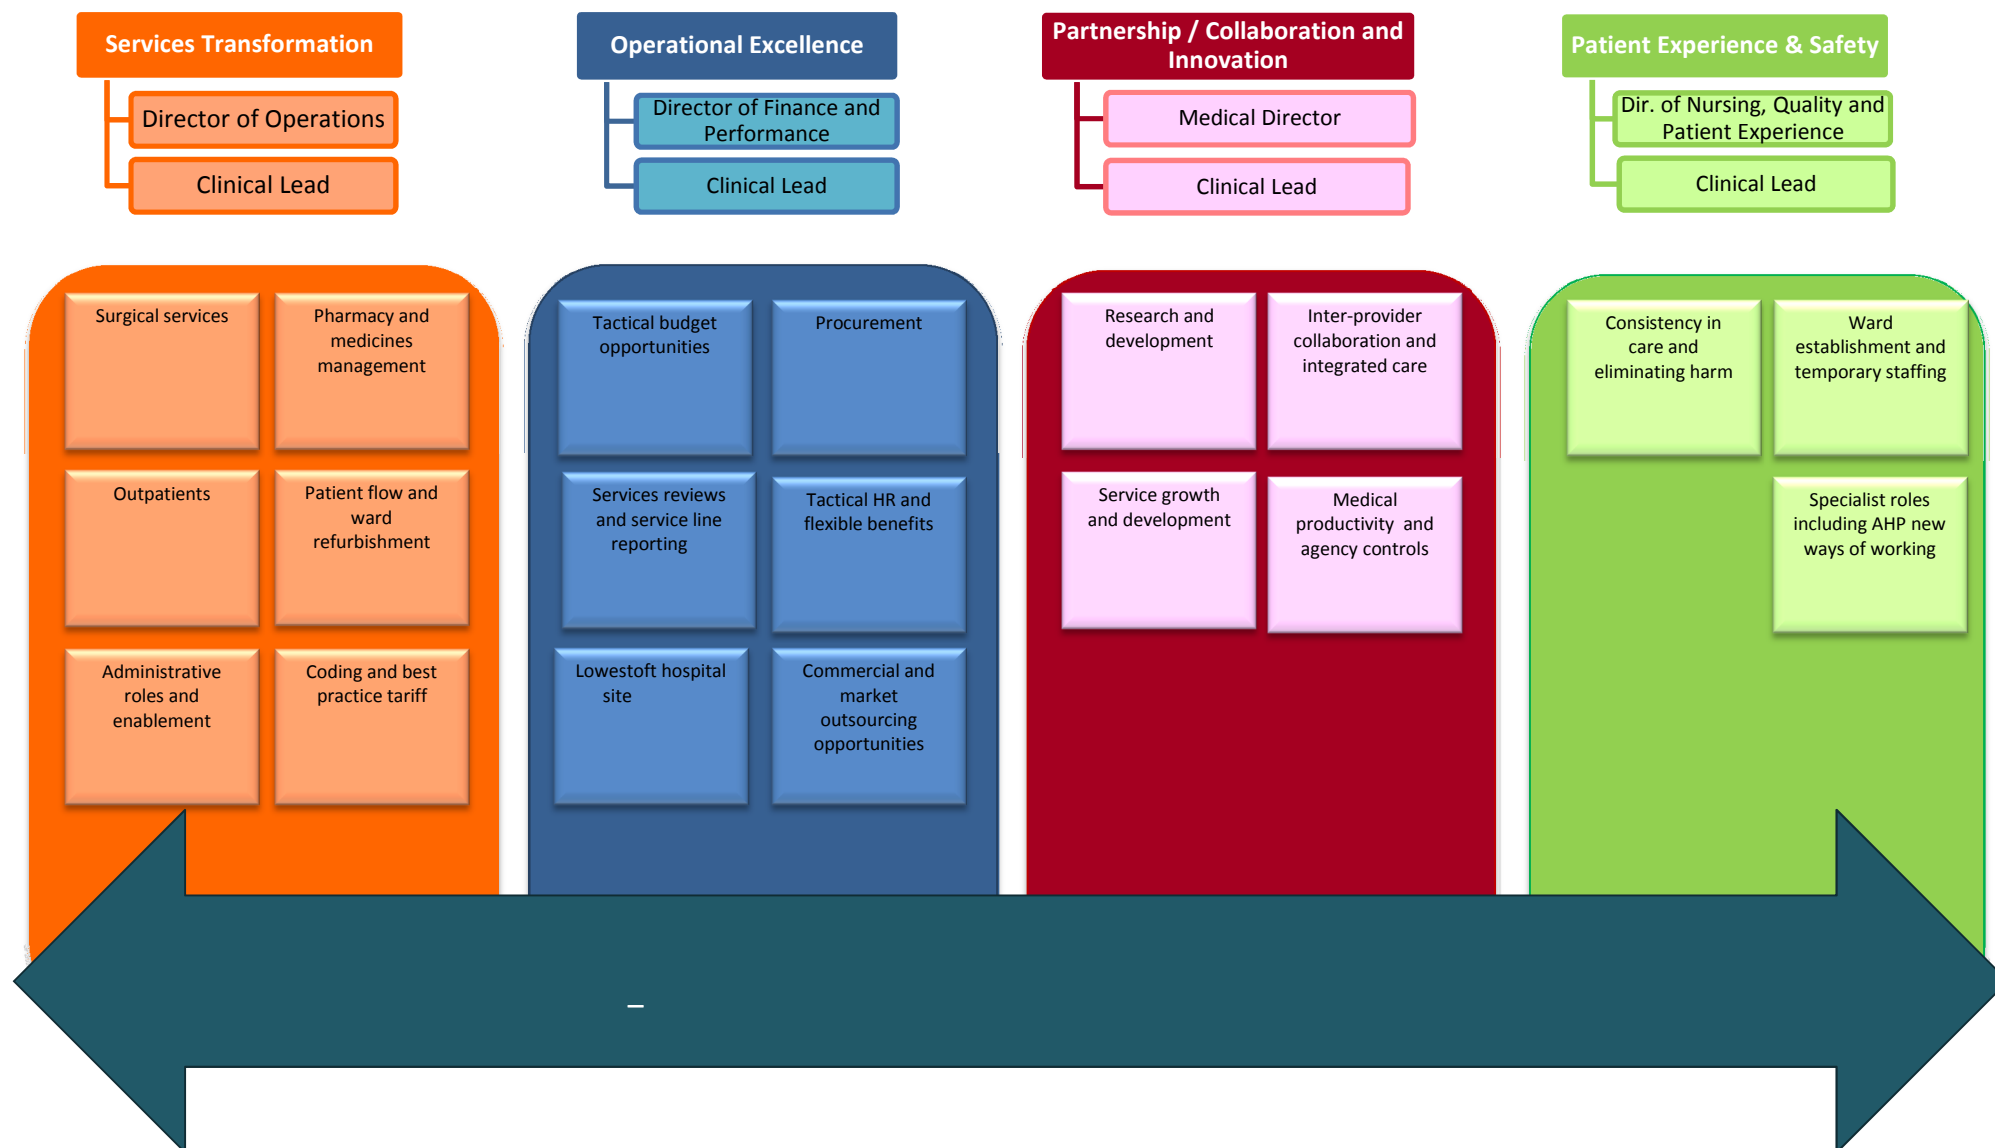 Services Transformation
Director of Operations
Clinical Lead
Operational Excellence
Director of Finance and
Performance
Clinical Lead
Partnership / Collaboration and
Innovation
Medical Director
Clinical Lead
Patient Experience & Safety
Dir. of Nursing, Quality and
Patient Experience
Clinical Lead
Surgical services
Pharmacy and
medicines
management
Outpatients
Patient flow and
ward
refurbishment
Administrative
roles and
enablement
Coding and best
practice tariff
Tactical budget
opportunities
Procurement
Services reviews
and service line
reporting
Tactical HR and
flexible benefits
Lowestoft hospital
site
Commercial and
market
outsourcing
opportunities
Research and
development
Inter-provider
collaboration and
integrated care
Service growth
and development
Medical
productivity and
agency controls
Consistency in
care and
eliminating harm
Ward
establishment and
temporary staffing
Specialist roles
including AHP new
ways of working
–